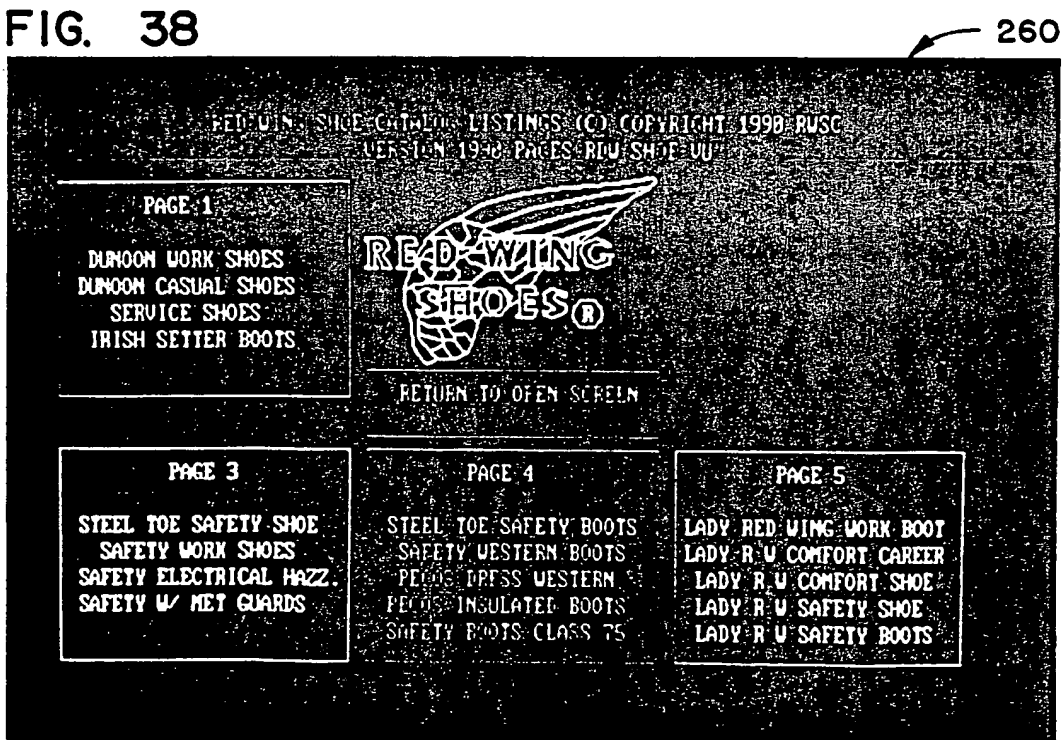 FIG. 38
260
RED WING SHOE CATALOG LISTINGS (C) COPYRIGHT 1990 RWSC
VERSION PAGES SHOE
PAGE 1
DUNOON WORK SHOES
DUNOON CASUAL SHOES
SERVICE SHOES
IRISH SETTER BOOTS
RED WING
SHOES®
RETURN TO OPEN SCREEN
PAGE 3
STEEL TOE SAFETY SHOE
SAFETY WORK SHOES
SAFETY ELECTRICAL HAZZ.
SAFETY W/ MET GUARDS
PAGE 4
STEEL TOE SAFETY BOOTS
SAFETY WESTERN BOOTS
PECOS DRESS WESTERN
PECOS INSULATED BOOTS
SAFETY BOOTS CLASS 75
PAGE 5
LADY RED WING WORK BOOT
LADY R W COMFORT CAREER
LADY R W COMFORT SHOE
LADY R W SAFETY SHOE
LADY R W SAFETY BOOTS